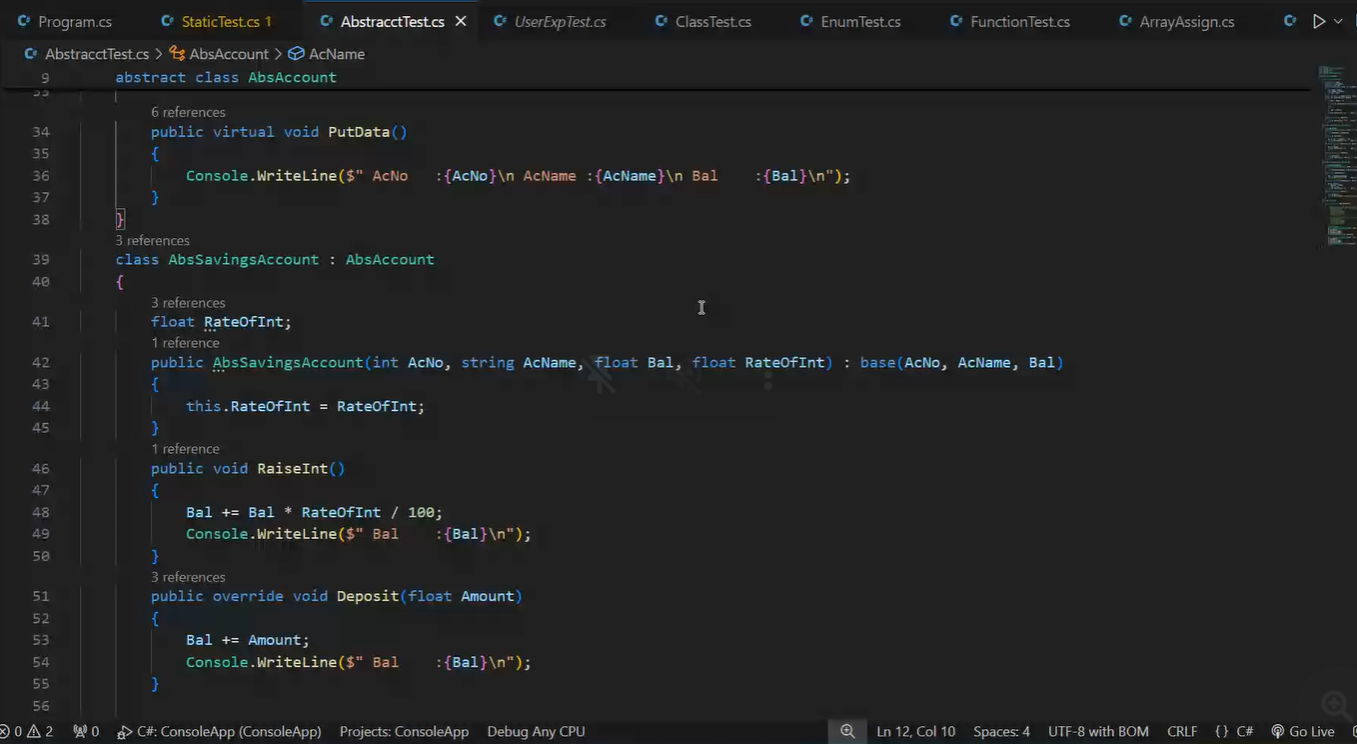 Program.cs StaticTest.cs 1 AbstracctTest.cs UserExpTest.cs ClassTest.cs EnumTest.cs FunctionTest.cs ArrayAssign.cs
AbstracctTest.cs > AbsAccount > AcName
9 abstract class AbsAccount
33
6 references
34 public virtual void PutData()
35 {
36 Console.WriteLine($" AcNo   :{AcNo}\n AcName :{AcName}\n Bal    :{Bal}\n");
37 }
38 }
3 references
39 class AbsSavingsAccount : AbsAccount
40 {
3 references
41 float RateOfInt;
1 reference
42 public AbsSavingsAccount(int AcNo, string AcName, float Bal, float RateOfInt) : base(AcNo, AcName, Bal)
43 {
44 this.RateOfInt = RateOfInt;
45 }
1 reference
46 public void RaiseInt()
47 {
48 Bal += Bal * RateOfInt / 100;
49 Console.WriteLine($" Bal    :{Bal}\n");
50 }
3 references
51 public override void Deposit(float Amount)
52 {
53 Bal += Amount;
54 Console.WriteLine($" Bal    :{Bal}\n");
55 }
56
0 2 0 C#: ConsoleApp (ConsoleApp) Projects: ConsoleApp Debug Any CPU Ln 12, Col 10 Spaces: 4 UTF-8 with BOM CRLF {} C# Go Live